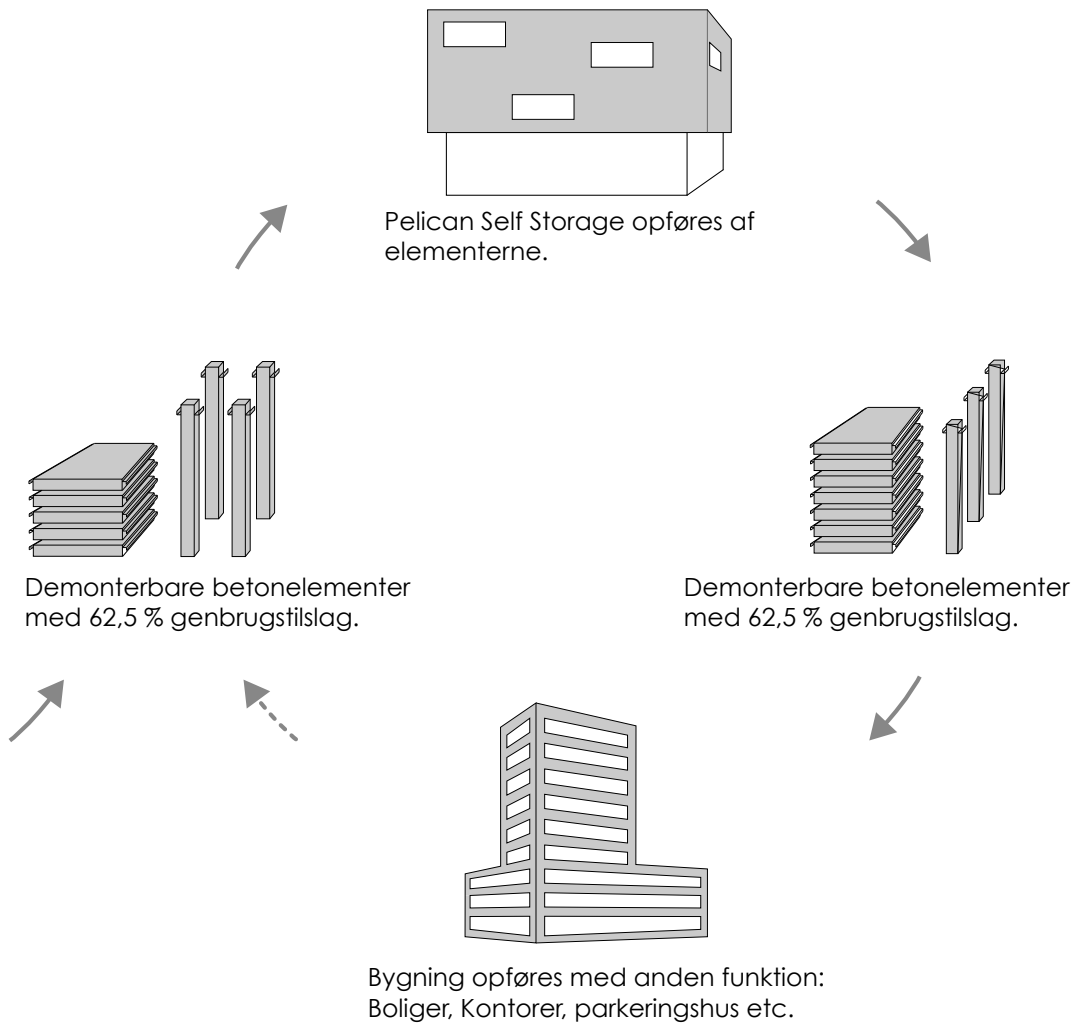 Pelican Self Storage opføres af
elementerne.
Demonterbare betonelementer
med 62,5 % genbrugstilslag.
Demonterbare betonelementer
med 62,5 % genbrugstilslag.
Bygning opføres med anden funktion:
Boliger, Kontorer, parkeringshus etc.